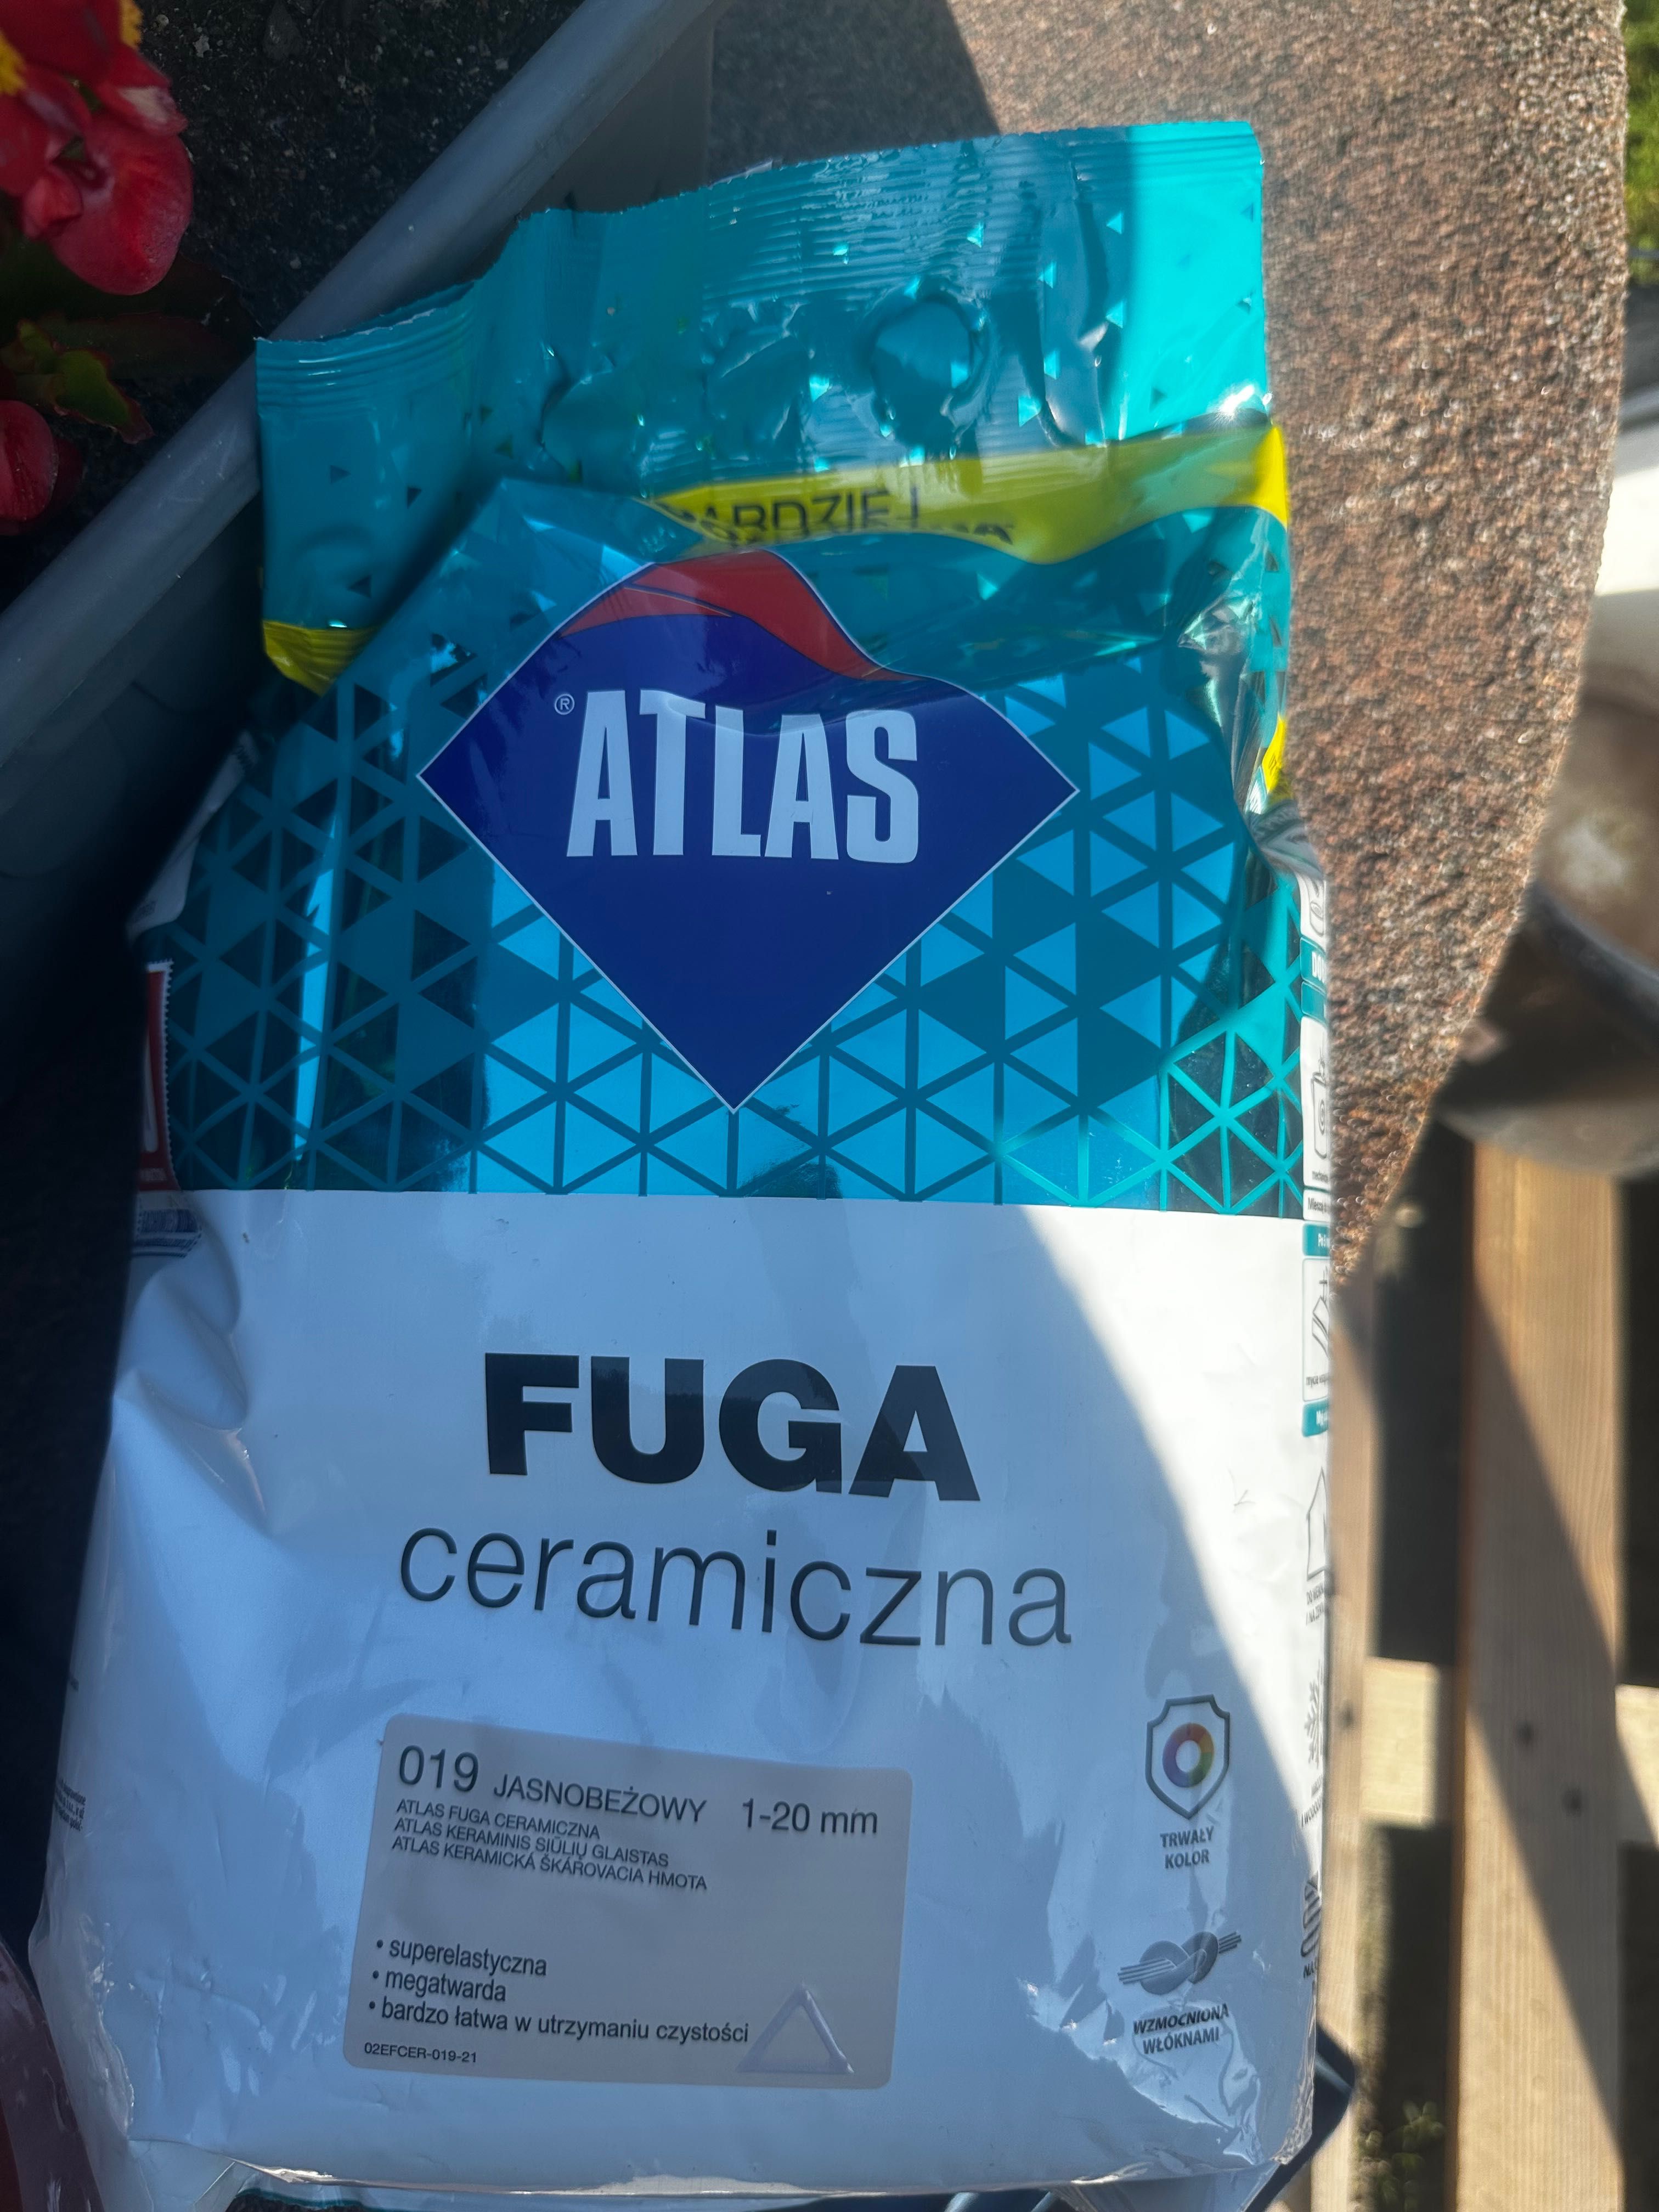 BARDZIEJ
® ATLAS
FUGA
ceramiczna
019 JASNOBEŻOWY 1-20 mm
ATLAS FUGA CERAMICZNA
ATLAS KERAMINIS SIŪLIŲ GLAISTAS
ATLAS KERAMICKÁ ŠKÁROVACIA HMOTA
• superelastyczna
• megatwarda
• bardzo łatwa w utrzymaniu czystości
02EFCER-019-21
TRWAŁY
KOLOR
WZMOCNIONA
WŁÓKNAMI